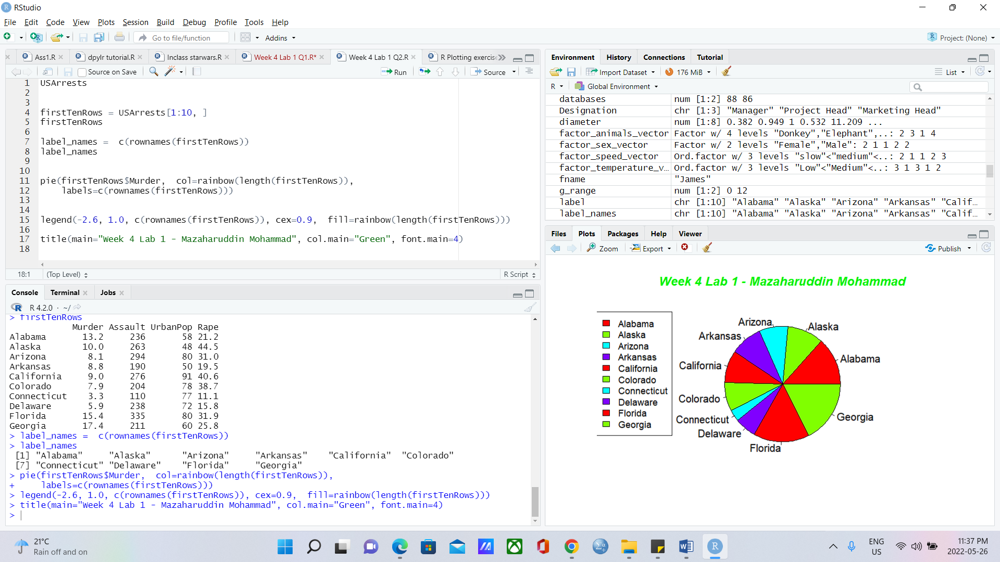 RStudio
File Edit Code View Plots Session Build Debug Profile Tools Help
Go to file/function Addins Project: (None)
Ass1.R dpylr tutorial.R Inclass starwars.R Week 4 Lab 1 Q1.R* Week 4 Lab 1 Q2.R R Plotting exercise
Source on Save Run Source
1 USArrests
2
3
4 firstTenRows = USArrests[1:10, ]
5 firstTenRows
6
7 label_names =  c(rownames(firstTenRows))
8 label_names
9
10
11 pie(firstTenRows$Murder,  col=rainbow(length(firstTenRows)),
12     labels=c(rownames(firstTenRows)))
13
14
15 legend(-2.6, 1.0, c(rownames(firstTenRows)), cex=0.9,  fill=rainbow(length(firstTenRows)))
16
17 title(main="Week 4 Lab 1 - Mazaharuddin Mohammad", col.main="Green", font.main=4)
18
18:1 (Top Level) R Script
Console Terminal Jobs
R 4.2.0 · ~/
> firstTenRows
Murder Assault UrbanPop Rape
Alabama 13.2 236 58 21.2
Alaska 10.0 263 48 44.5
Arizona 8.1 294 80 31.0
Arkansas 8.8 190 50 19.5
California 9.0 276 91 40.6
Colorado 7.9 204 78 38.7
Connecticut 3.3 110 77 11.1
Delaware 5.9 238 72 15.8
Florida 15.4 335 80 31.9
Georgia 17.4 211 60 25.8
> label_names =  c(rownames(firstTenRows))
> label_names
[1] "Alabama" "Alaska" "Arizona" "Arkansas" "California" "Colorado"
[7] "Connecticut" "Delaware" "Florida" "Georgia"
> pie(firstTenRows$Murder,  col=rainbow(length(firstTenRows)),
+     labels=c(rownames(firstTenRows)))
> legend(-2.6, 1.0, c(rownames(firstTenRows)), cex=0.9,  fill=rainbow(length(firstTenRows)))
> title(main="Week 4 Lab 1 - Mazaharuddin Mohammad", col.main="Green", font.main=4)
>
Environment History Connections Tutorial
Import Dataset 176 MiB List
R Global Environment
databases num [1:2] 88 86
Designation chr [1:3] "Manager" "Project Head" "Marketing Head"
diameter num [1:8] 0.382 0.949 1 0.532 11.209 ...
factor_animals_vector Factor w/ 4 levels "Donkey","Elephant",..: 2 3 1 4
factor_sex_vector Factor w/ 2 levels "Female","Male": 2 1 1 2 2
factor_speed_vector Ord.factor w/ 3 levels "slow"<"medium"<..: 2 1 1 2 3
factor_temperature_v... Ord.factor w/ 3 levels "Low"<"Medium"<..: 3 1 3 1 2
fname "James"
g_range num [1:2] 0 12
label chr [1:10] "Alabama" "Alaska" "Arizona" "Arkansas" "Calif...
label_names chr [1:10] "Alabama" "Alaska" "Arizona" "Arkansas" "Calif...
Files Plots Packages Help Viewer
Zoom Export Publish
Week 4 Lab 1 - Mazaharuddin Mohammad
Alabama
Alaska
Arizona
Arkansas
California
Colorado
Connecticut
Delaware
Florida
Georgia
Arizona
Alaska
Arkansas
Alabama
California
Colorado
Georgia
Connecticut
Delaware
Florida
21°C
Rain off and on
ENG
US
11:37 PM
2022-05-26